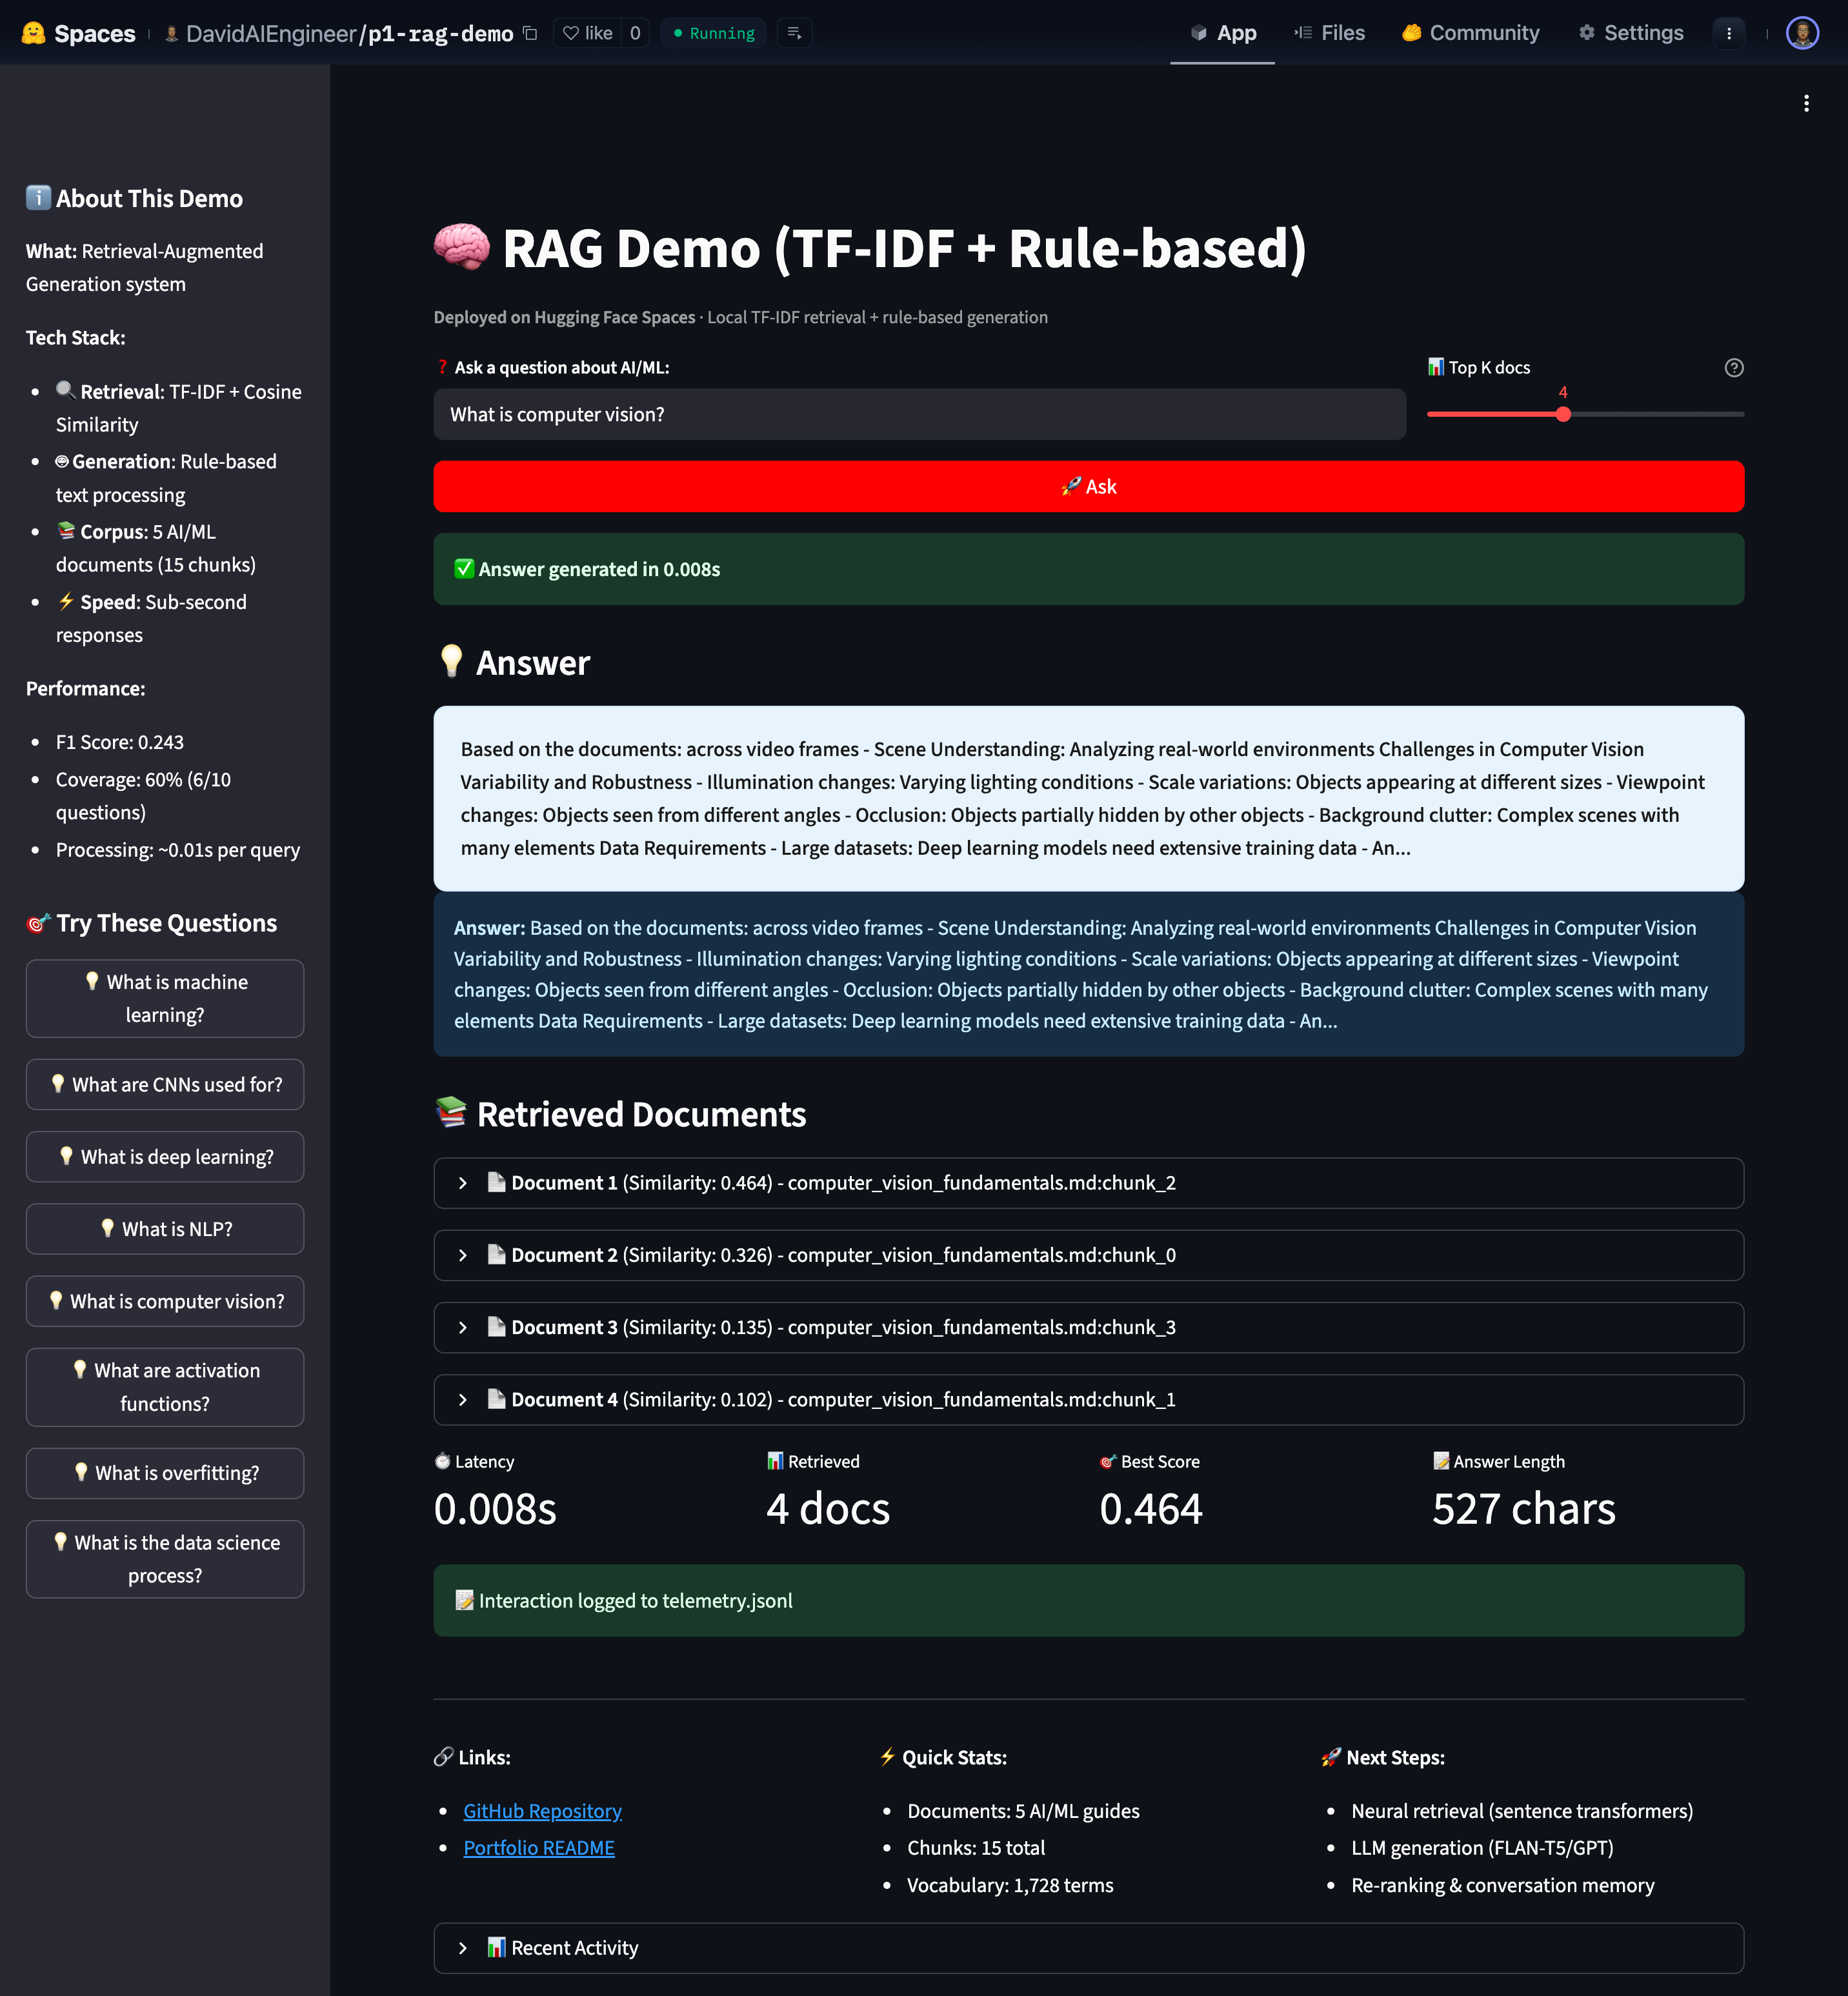 Spaces
DavidAIEngineer/p1-rag-demo
like 0
Running
App
Files
Community
Settings
About This Demo
What: Retrieval-Augmented
Generation system
Tech Stack:
Retrieval: TF-IDF + Cosine
Similarity
Generation: Rule-based
text processing
Corpus: 5 AI/ML
documents (15 chunks)
Speed: Sub-second
responses
Performance:
F1 Score: 0.243
Coverage: 60% (6/10
questions)
Processing: ~0.01s per query
Try These Questions
What is machine
learning?
What are CNNs used for?
What is deep learning?
What is NLP?
What is computer vision?
What are activation
functions?
What is overfitting?
What is the data science
process?
RAG Demo (TF-IDF + Rule-based)
Deployed on Hugging Face Spaces · Local TF-IDF retrieval + rule-based generation
Ask a question about AI/ML:
Top K docs
4
What is computer vision?
Ask
Answer generated in 0.008s
Answer
Based on the documents: across video frames - Scene Understanding: Analyzing real-world environments Challenges in Computer Vision
Variability and Robustness - Illumination changes: Varying lighting conditions - Scale variations: Objects appearing at different sizes - Viewpoint
changes: Objects seen from different angles - Occlusion: Objects partially hidden by other objects - Background clutter: Complex scenes with
many elements Data Requirements - Large datasets: Deep learning models need extensive training data - An...
Answer: Based on the documents: across video frames - Scene Understanding: Analyzing real-world environments Challenges in Computer Vision
Variability and Robustness - Illumination changes: Varying lighting conditions - Scale variations: Objects appearing at different sizes - Viewpoint
changes: Objects seen from different angles - Occlusion: Objects partially hidden by other objects - Background clutter: Complex scenes with many
elements Data Requirements - Large datasets: Deep learning models need extensive training data - An...
Retrieved Documents
Document 1 (Similarity: 0.464) - computer_vision_fundamentals.md:chunk_2
Document 2 (Similarity: 0.326) - computer_vision_fundamentals.md:chunk_0
Document 3 (Similarity: 0.135) - computer_vision_fundamentals.md:chunk_3
Document 4 (Similarity: 0.102) - computer_vision_fundamentals.md:chunk_1
Latency
0.008s
Retrieved
4 docs
Best Score
0.464
Answer Length
527 chars
Interaction logged to telemetry.jsonl
Links:
GitHub Repository
Portfolio README
Quick Stats:
Documents: 5 AI/ML guides
Chunks: 15 total
Vocabulary: 1,728 terms
Next Steps:
Neural retrieval (sentence transformers)
LLM generation (FLAN-T5/GPT)
Re-ranking & conversation memory
Recent Activity